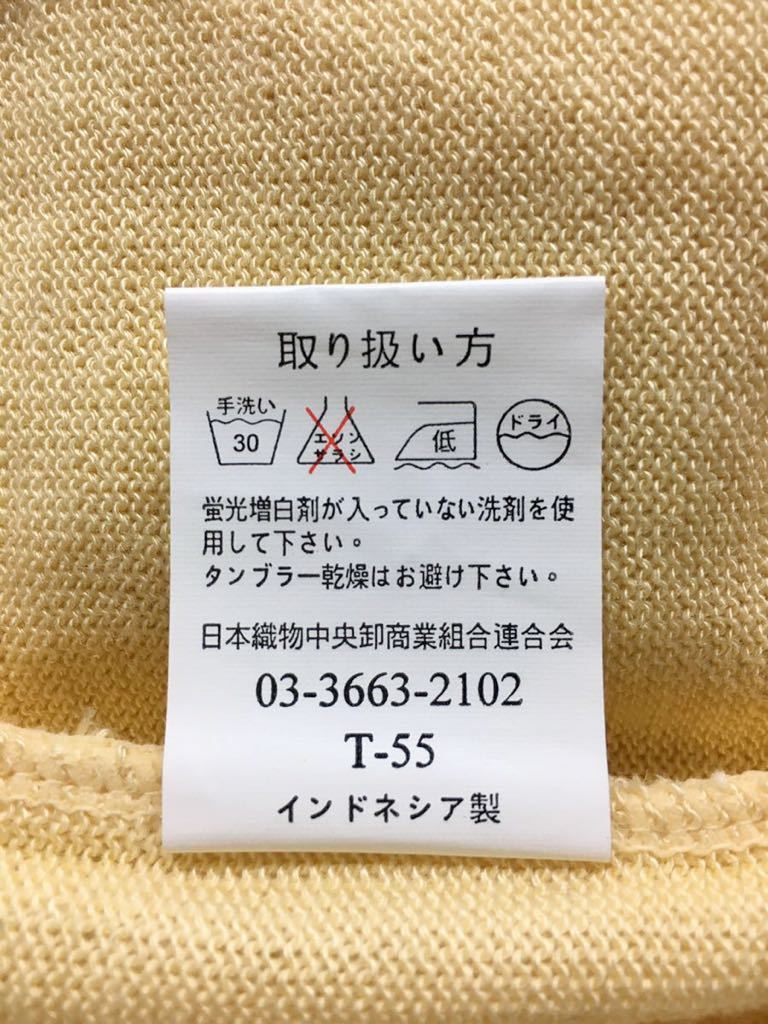 取り扱い方
手洗い
30
エンソ
サラシ
低
ドライ
蛍光増白剤が入っていない洗剤を使
用して下さい。
タンブラー乾燥はお避け下さい。
日本織物中央卸商業組合連合会
03-3663-2102
T-55
インドネシア製